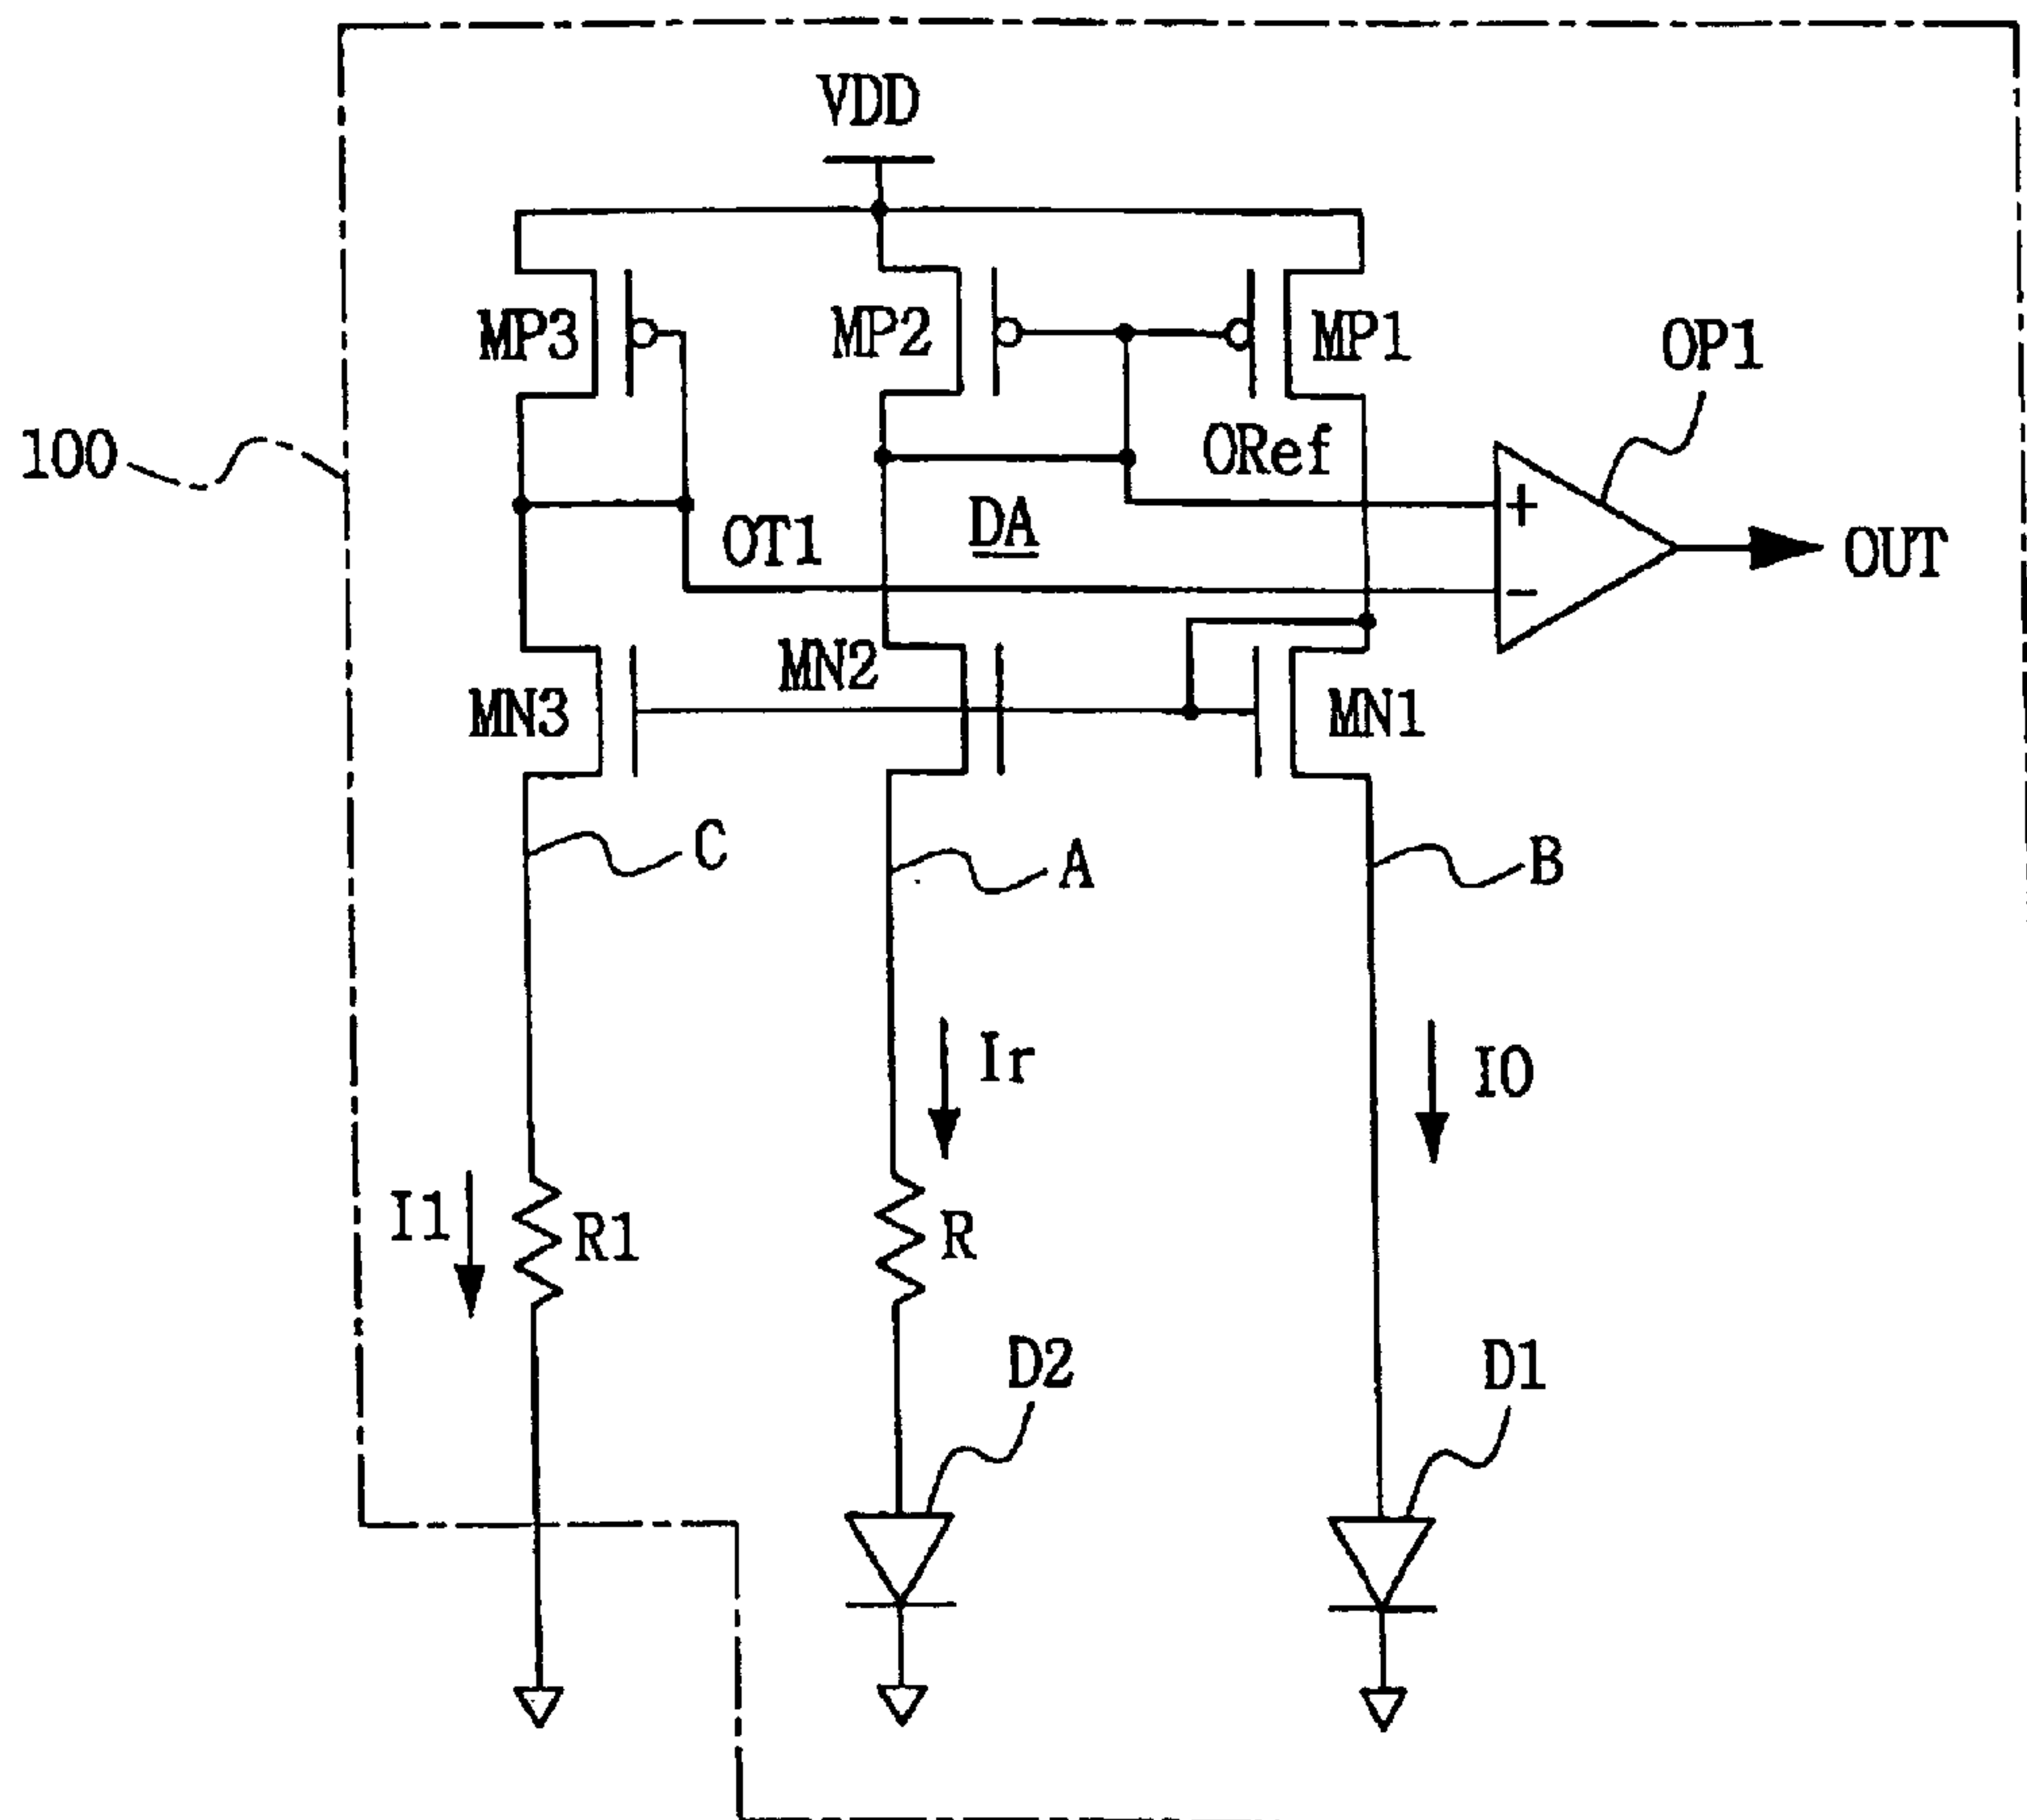 VDD
MP3
MP2
MP1
OP1
100
ORef
+
OT1
DA
OUT
-
MN2
MN3
MN1
C
A
B
Ir
IO
I1
R1
R
D2
D1